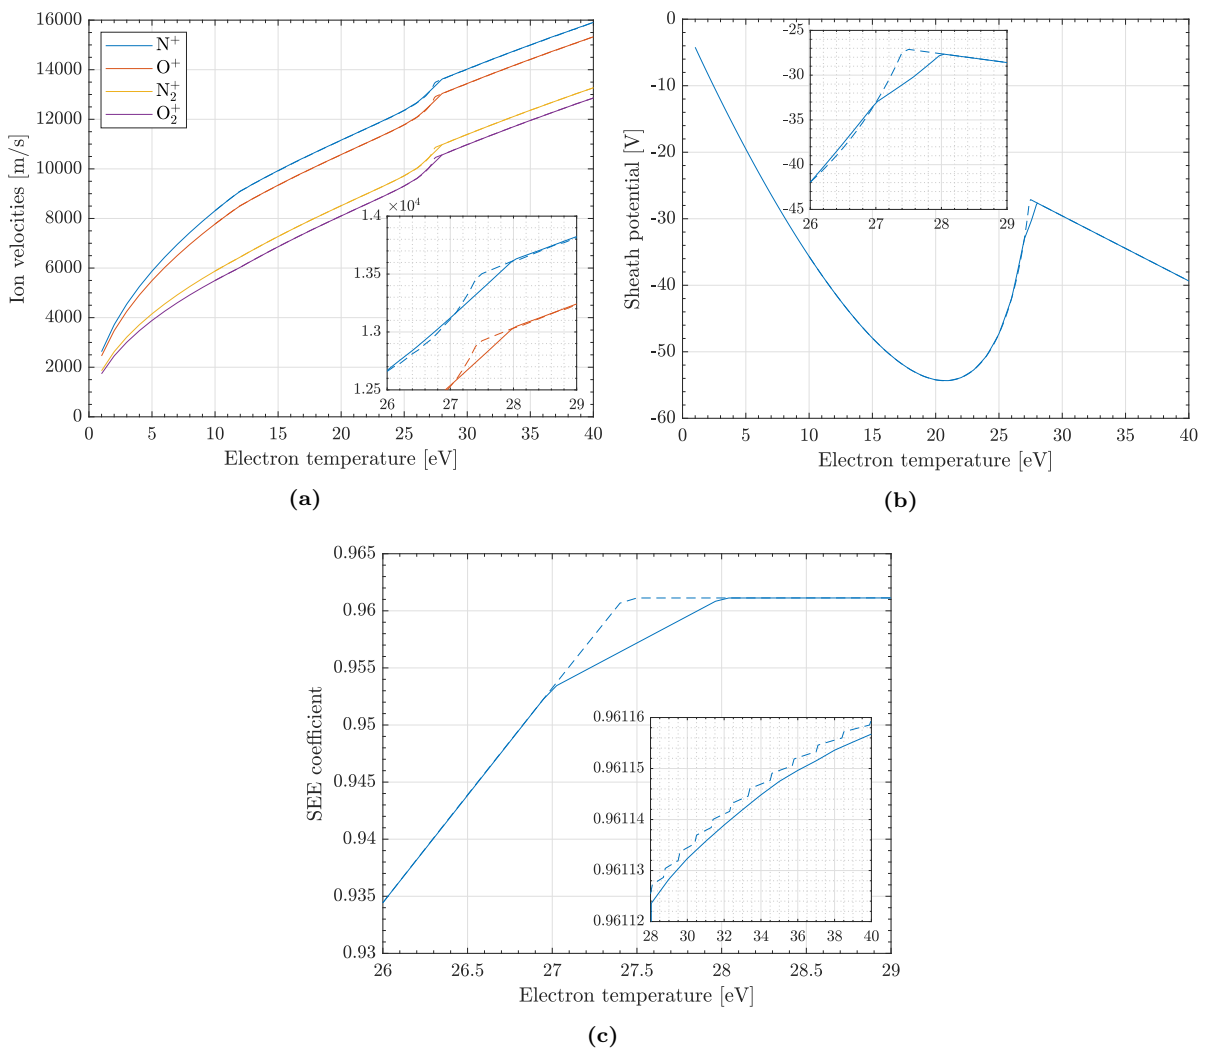 16000
14000
12000
10000
8000
6000
4000
2000
0
Ion velocities [m/s]
N+
O+
N2+
O2+
1.4 ×10^4
1.35
1.3
1.25
26 27 28 29
0 5 10 15 20 25 30 35 40
Electron temperature [eV]
(a)
0
-10
-20
-30
-40
-50
-60
Sheath potential [V]
-25
-30
-35
-40
-45
26 27 28 29
0 5 10 15 20 25 30 35 40
Electron temperature [eV]
(b)
0.965
0.96
0.955
0.95
0.945
0.94
0.935
0.93
SEE coefficient
0.96116
0.96115
0.96114
0.96113
0.96112
28 30 32 34 36 38 40
26 26.5 27 27.5 28 28.5 29
Electron temperature [eV]
(c)